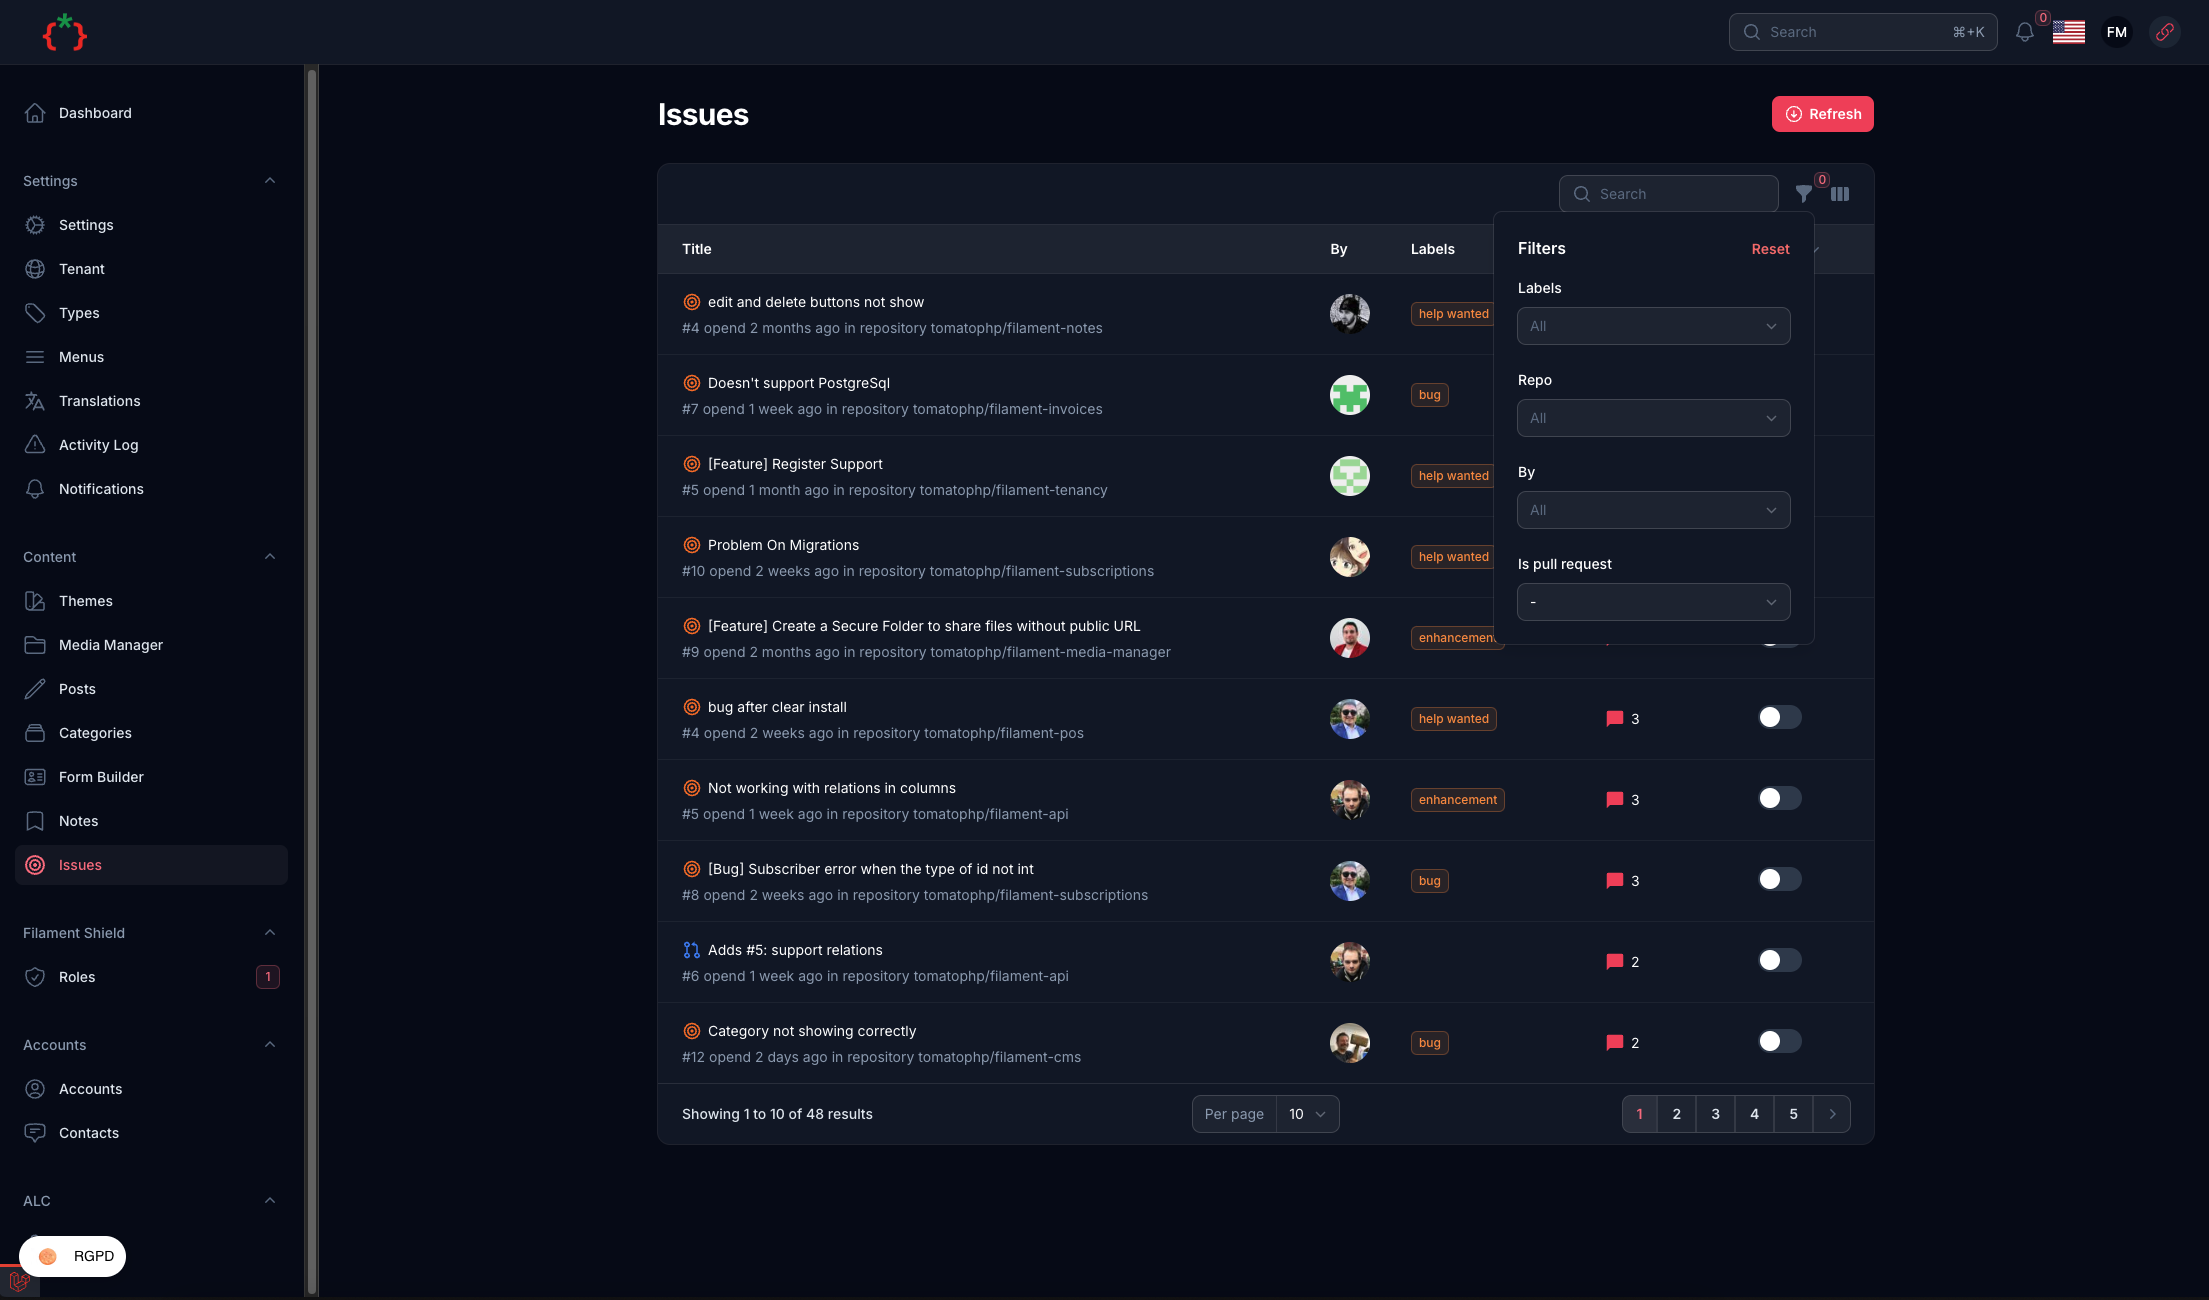 {*}
Search
⌘+K
0
FM
Dashboard
Settings
Settings
Tenant
Types
Menus
Translations
Activity Log
Notifications
Content
Themes
Media Manager
Posts
Categories
Form Builder
Notes
Issues
Filament Shield
Roles
1
Accounts
Accounts
Contacts
ALC
RGPD
Issues
Refresh
Search
0
Title
By
Labels
edit and delete buttons not show
#4 opend 2 months ago in repository tomatophp/filament-notes
help wanted
Doesn't support PostgreSql
#7 opend 1 week ago in repository tomatophp/filament-invoices
bug
[Feature] Register Support
#5 opend 1 month ago in repository tomatophp/filament-tenancy
help wanted
Problem On Migrations
#10 opend 2 weeks ago in repository tomatophp/filament-subscriptions
help wanted
[Feature] Create a Secure Folder to share files without public URL
#9 opend 2 months ago in repository tomatophp/filament-media-manager
enhancement
bug after clear install
#4 opend 2 weeks ago in repository tomatophp/filament-pos
help wanted
3
Not working with relations in columns
#5 opend 1 week ago in repository tomatophp/filament-api
enhancement
3
[Bug] Subscriber error when the type of id not int
#8 opend 2 weeks ago in repository tomatophp/filament-subscriptions
bug
3
Adds #5: support relations
#6 opend 1 week ago in repository tomatophp/filament-api
2
Category not showing correctly
#12 opend 2 days ago in repository tomatophp/filament-cms
bug
2
Filters
Reset
Labels
All
Repo
All
By
All
Is pull request
-
Showing 1 to 10 of 48 results
Per page
10
1
2
3
4
5